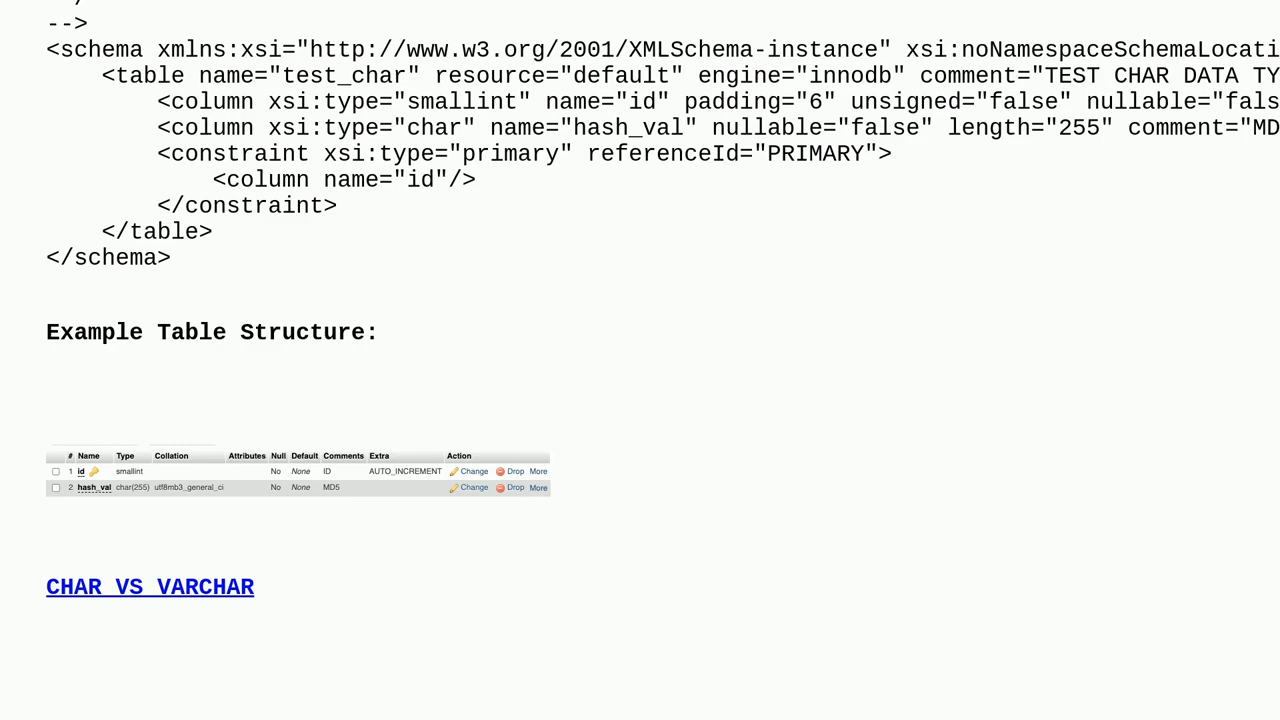 -->
<schema xmlns:xsi="http://www.w3.org/2001/XMLSchema-instance" xsi:noNamespaceSchemaLocati
<table name="test_char" resource="default" engine="innodb" comment="TEST CHAR DATA TY
<column xsi:type="smallint" name="id" padding="6" unsigned="false" nullable="fals
<column xsi:type="char" name="hash_val" nullable="false" length="255" comment="MD
<constraint xsi:type="primary" referenceId="PRIMARY">
<column name="id"/>
</constraint>
</table>
</schema>
Example Table Structure:
# Name Type Collation Attributes Null Default Comments Extra Action
1 id smallint No None ID AUTO_INCREMENT Change Drop More
2 hash_val char(255) utf8mb3_general_ci No None MD5 Change Drop More
CHAR VS VARCHAR